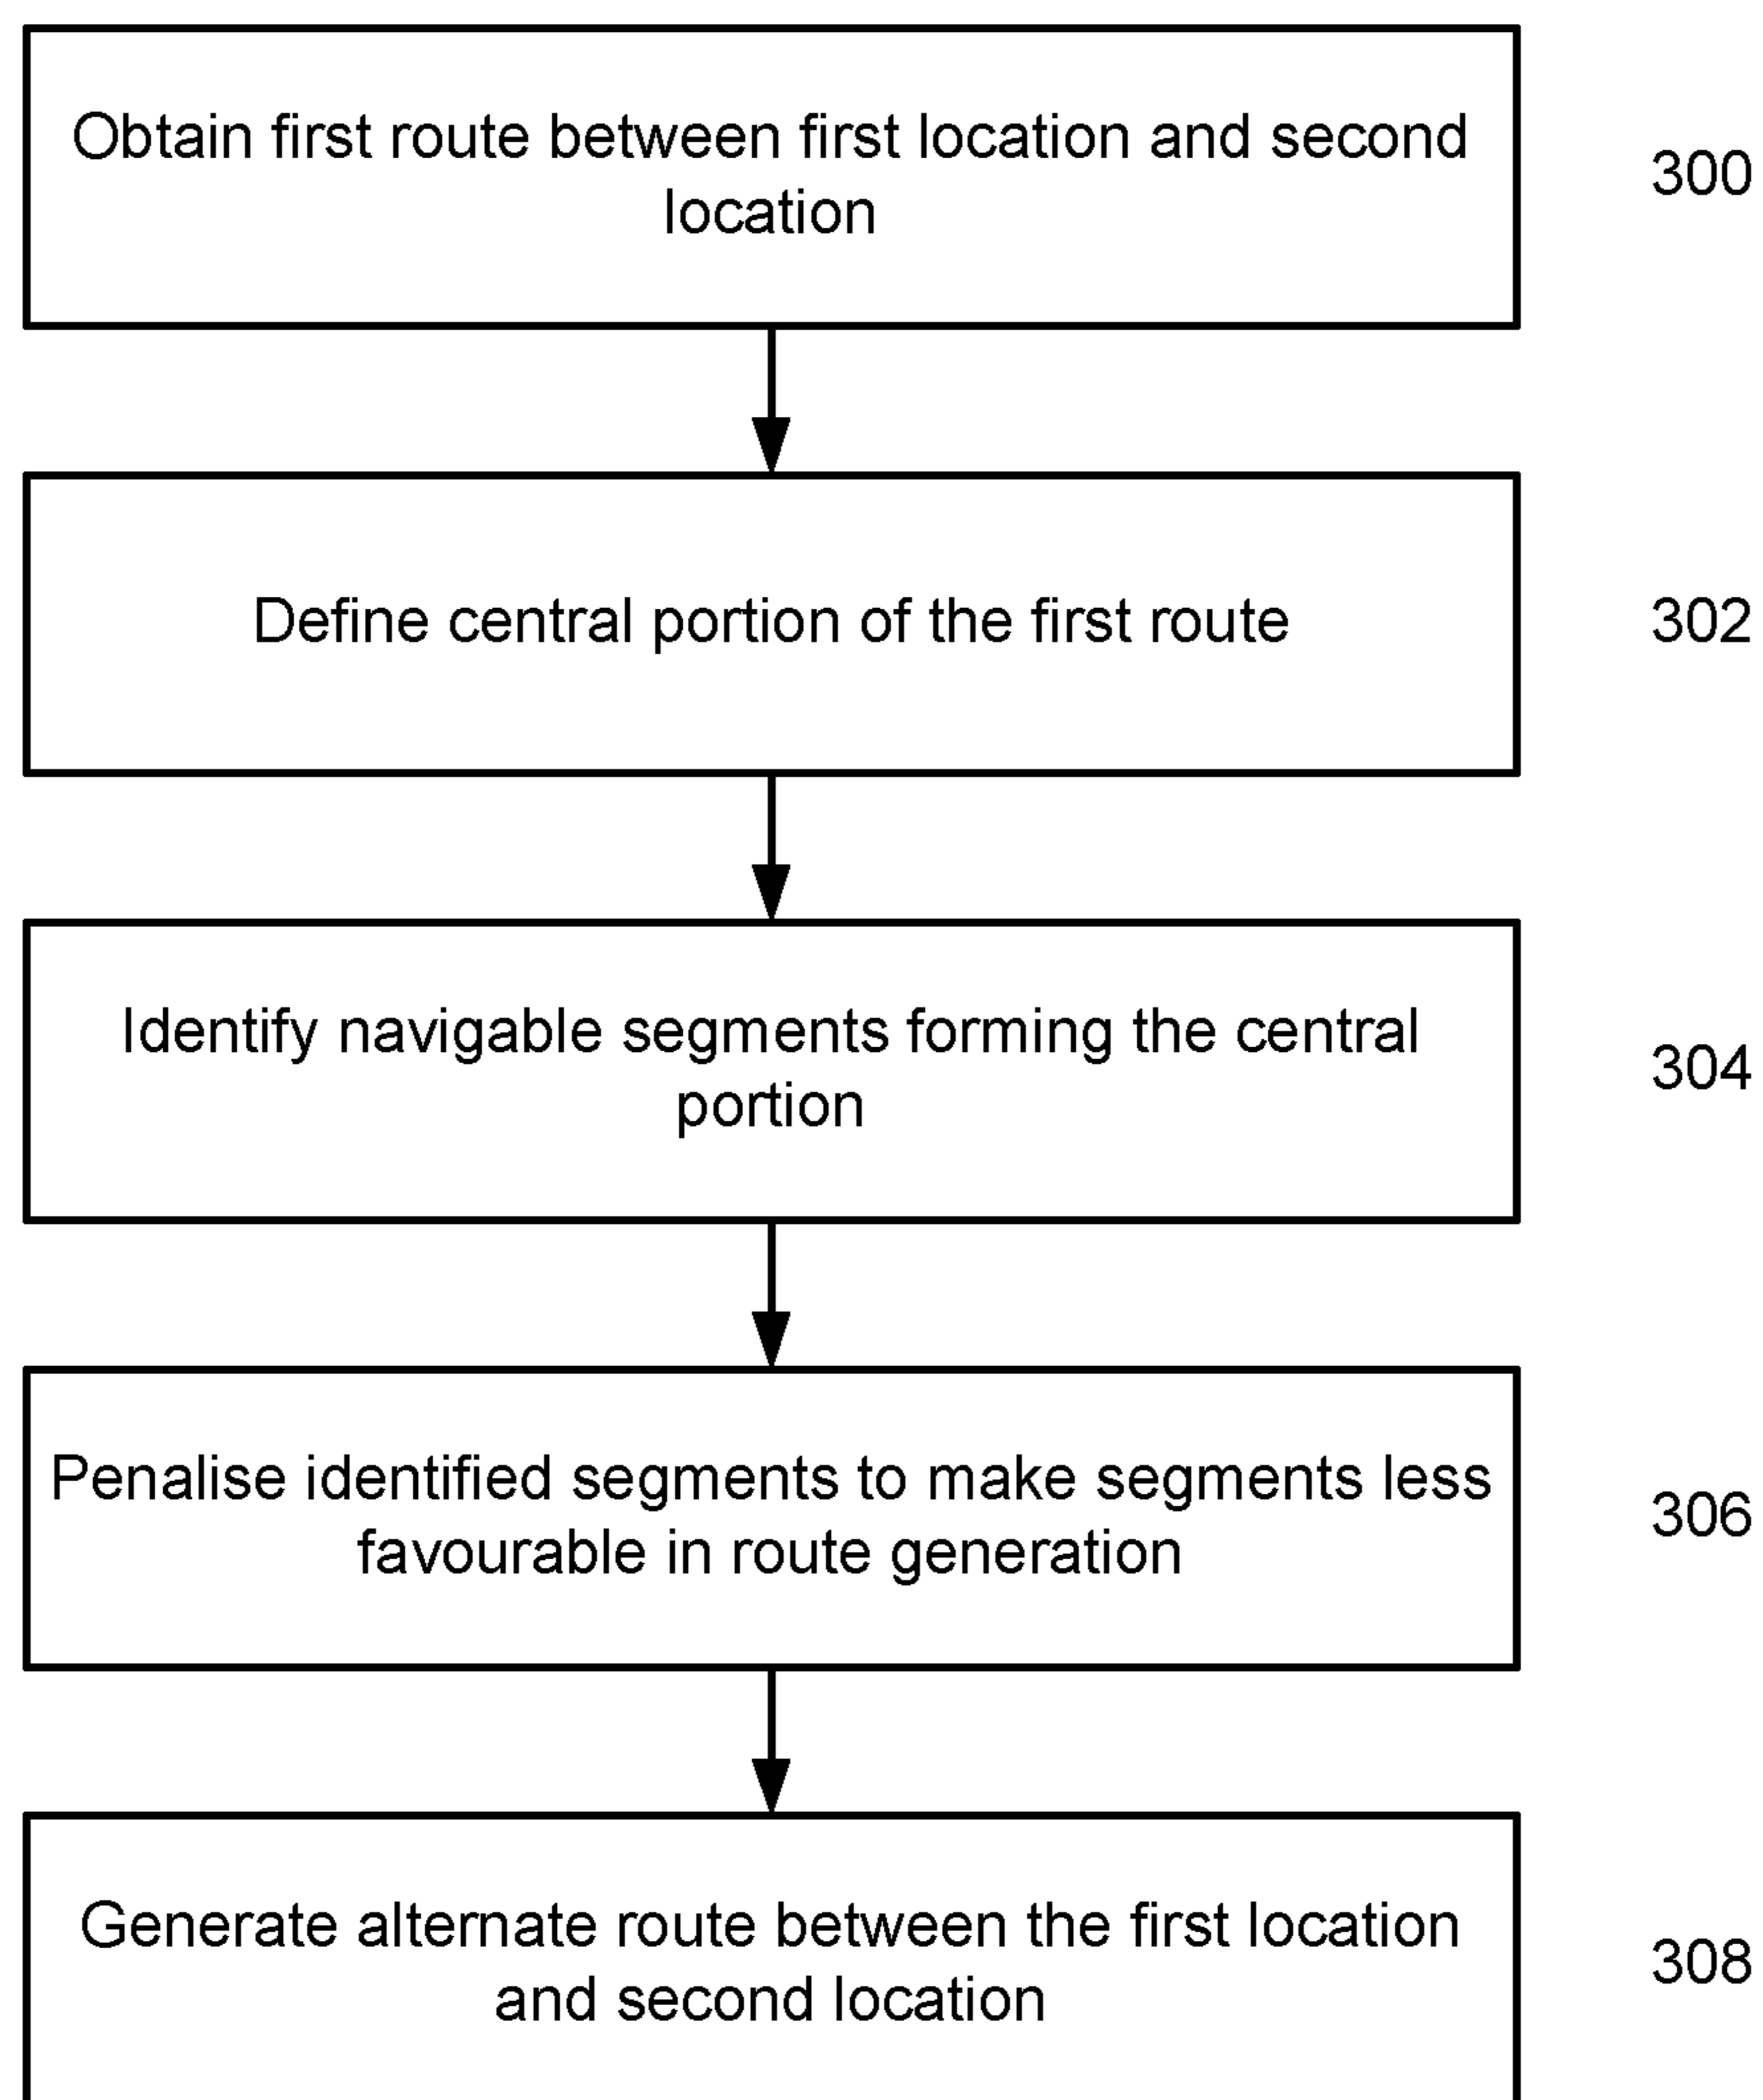 Obtain first route between first location and second
location
300
Define central portion of the first route
302
Identify navigable segments forming the central
portion
304
Penalise identified segments to make segments less
favourable in route generation
306
Generate alternate route between the first location
and second location
308